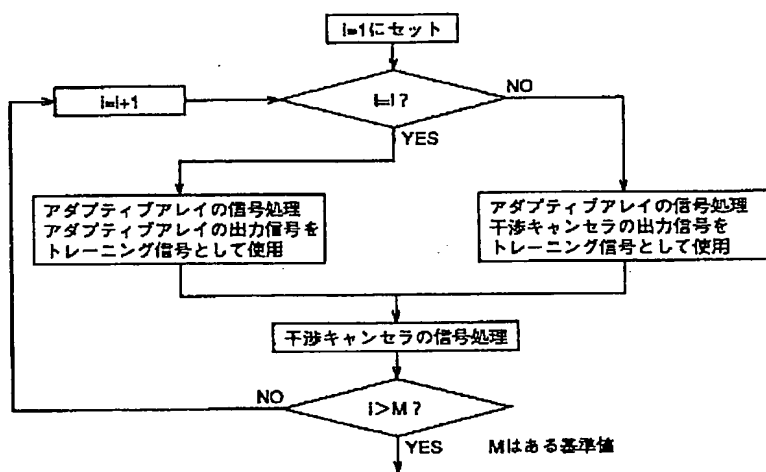 i=1にセット
i=i+1
i=1?
NO
YES
アダプティブアレイの信号処理
アダプティブアレイの出力信号を
トレーニング信号として使用
アダプティブアレイの信号処理
干渉キャンセラの出力信号を
トレーニング信号として使用
干渉キャンセラの信号処理
NO
i>M?
YES
Mはある基準値